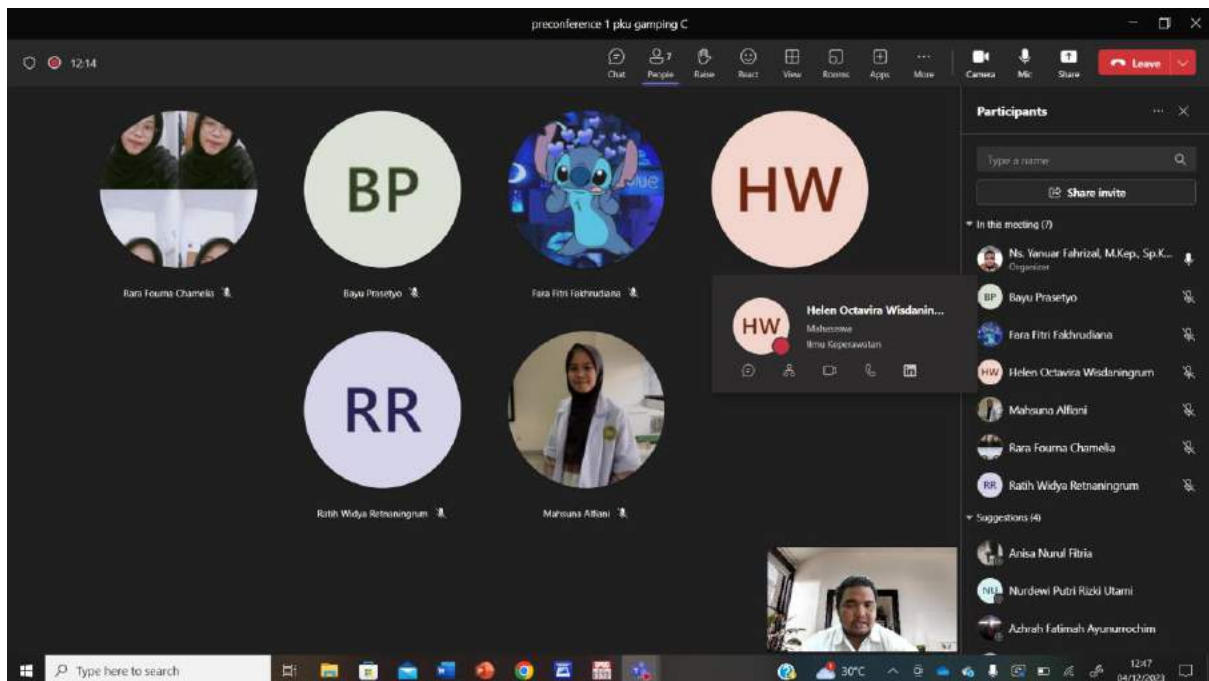 preconference 1 pku gamping C
12:14
Chat
7
People
Raise
React
View
Rooms
Apps
More
Camera
Mic
Share
Leave
BP
HW
Rara Fourna Chamelia
Bayu Prasetyo
Fara Fitri Fakhrudiana
HW
Helen Octavira Wisdanin...
Mahasiswa
Ilmu Keperawatan
in
RR
Ratih Widya Retnaningrum
Mahsuna Alfiani
Participants
Type a name
Share invite
In this meeting (7)
Ns. Yanuar Fahrizal, M.Kep., Sp.K...
Organizer
BP
Bayu Prasetyo
Fara Fitri Fakhrudiana
HW
Helen Octavira Wisdaningrum
Mahsuna Alfiani
Rara Fourna Chamelia
RR
Ratih Widya Retnaningrum
Suggestions (4)
Anisa Nurul Fitria
NU
Nurdewi Putri Rizki Utami
Azhrah Fatimah Ayunurrochim
Type here to search
30°C
12:47
04/12/2023